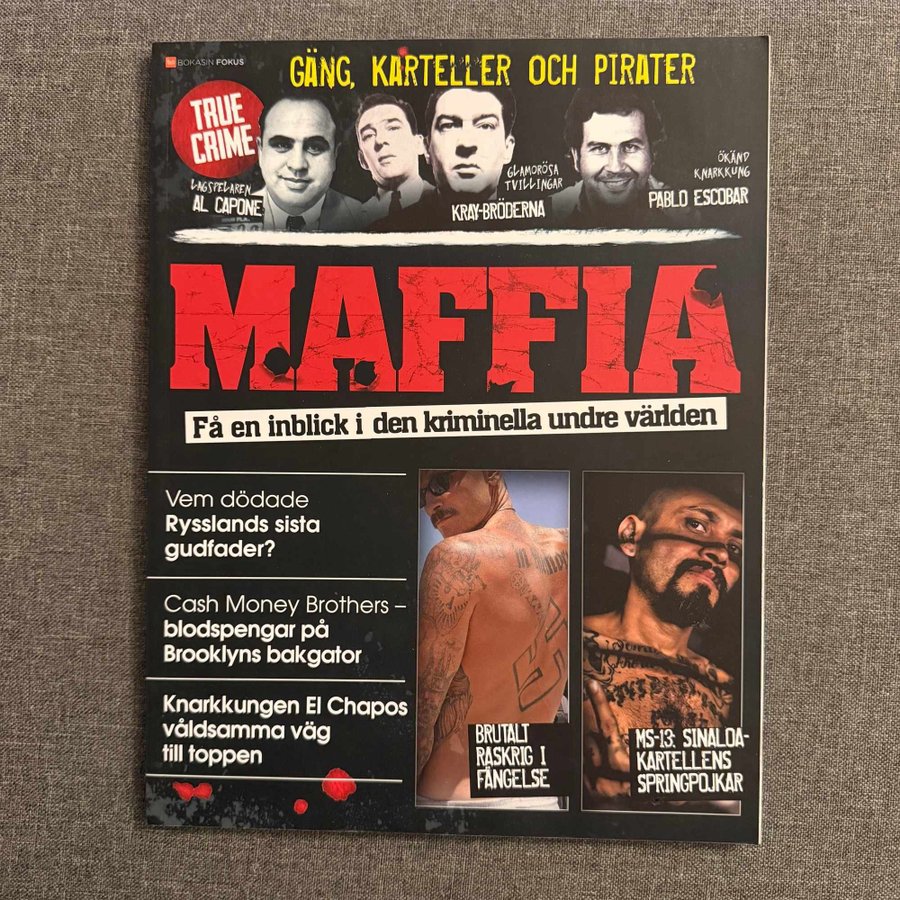 BOKASIN FOKUS
GÄNG, KARTELLER OCH PIRATER
TRUE
CRIME
LAGSPELAREN
AL CAPONE
GLAMORÖSA
TVILLINGAR
KRAY-BRÖDERNA
ÖKÄND
KNARKKUNG
PABLO ESCOBAR
MAFFIA
Få en inblick i den kriminella undre världen
Vem dödade
Rysslands sista
gudfader?
Cash Money Brothers –
blodspengar på
Brooklyns bakgator
Knarkkungen El Chapos
våldsamma väg
till toppen
BRUTALT
RASKRIG I
FÄNGELSE
MS-13: SINALOA-
KARTELLENS
SPRINGPOJKAR